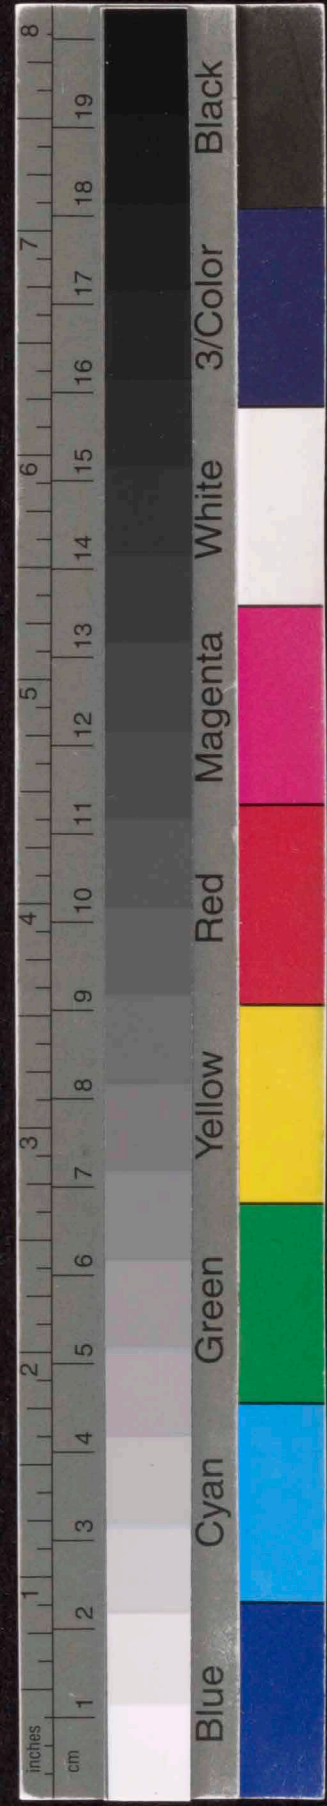 inches 1 2 3 4 5 6 7 8
cm 1 2 3 4 5 6 7 8 9 10 11 12 13 14 15 16 17 18 19
Blue Cyan Green Yellow Red Magenta White 3/Color Black